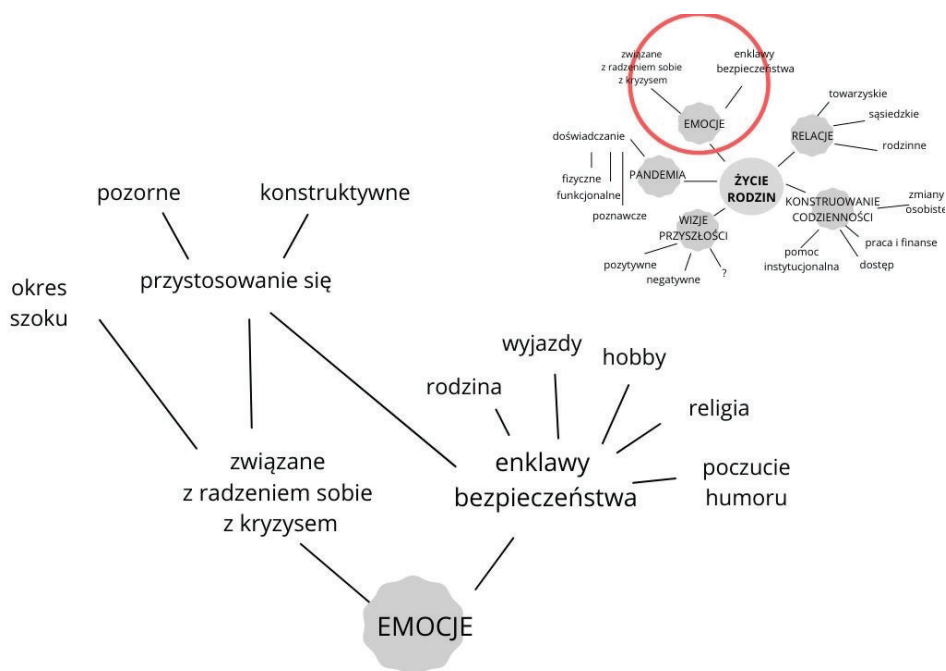 związane
z radzeniem sobie
z kryzysem
enklawy
bezpieczeństwa
EMOCJE
towarzyskie
sąsiedzkie
rodzinne
RELACJE
doświadczanie
fizyczne
funkcjonalne
poznawcze
PANDEMIA
ŻYCIE
RODZIN
KONSTRUOWANIE
CODZIENNOŚCI
zmiany
osobiste
praca i finanse
dostęp
pomoc
instytucjonalna
WIZJE
PRZYSZŁOŚCI
pozytywne
negatywne
?
pozorne
konstruktywne
przystosowanie się
okres
szoku
wyjazdy
hobby
rodzina
religia
enklawy
bezpieczeństwa
poczucie
humoru
związane
z radzeniem sobie
z kryzysem
EMOCJE